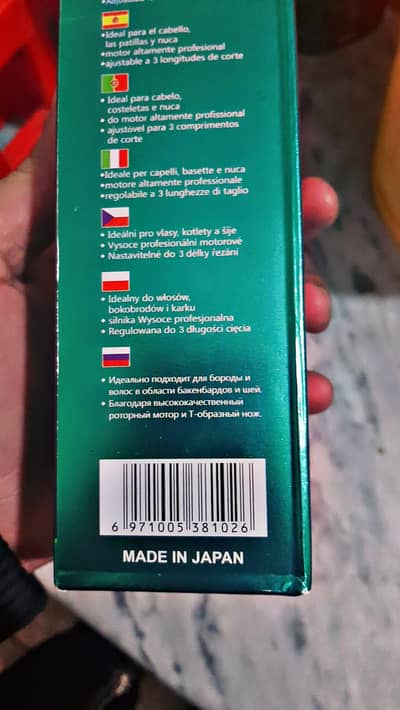 •Ideal para el cabello,
las patillas y nuca
•motor altamente profesional
•ajustable a 3 longitudes de corte
• Ideal para cabelo,
costeletas e nuca
• do motor altamente profissional
• ajustóvel para 3 comprimentos
de corte
•Ideale per capelli, basette e nuca
•motore altamente professionale
•regolabile a 3 lunghezze di taglio
• Ideální pro vlasy, kotlety a šíje
• Vysoce profesionální motorové
• Nastavitelné do 3 délky řezání
• Idealny do włosów,
bokobrodów i karku
• silnika Wysoce profesjonalna
• Regulowana do 3 długości cięcia
• Идеально подходит для бороды и
волос в области бакенбардов и шей.
• Благодаря высококачественный
роторный мотор и Т-образный нож.
6 971005 381026
MADE IN JAPAN